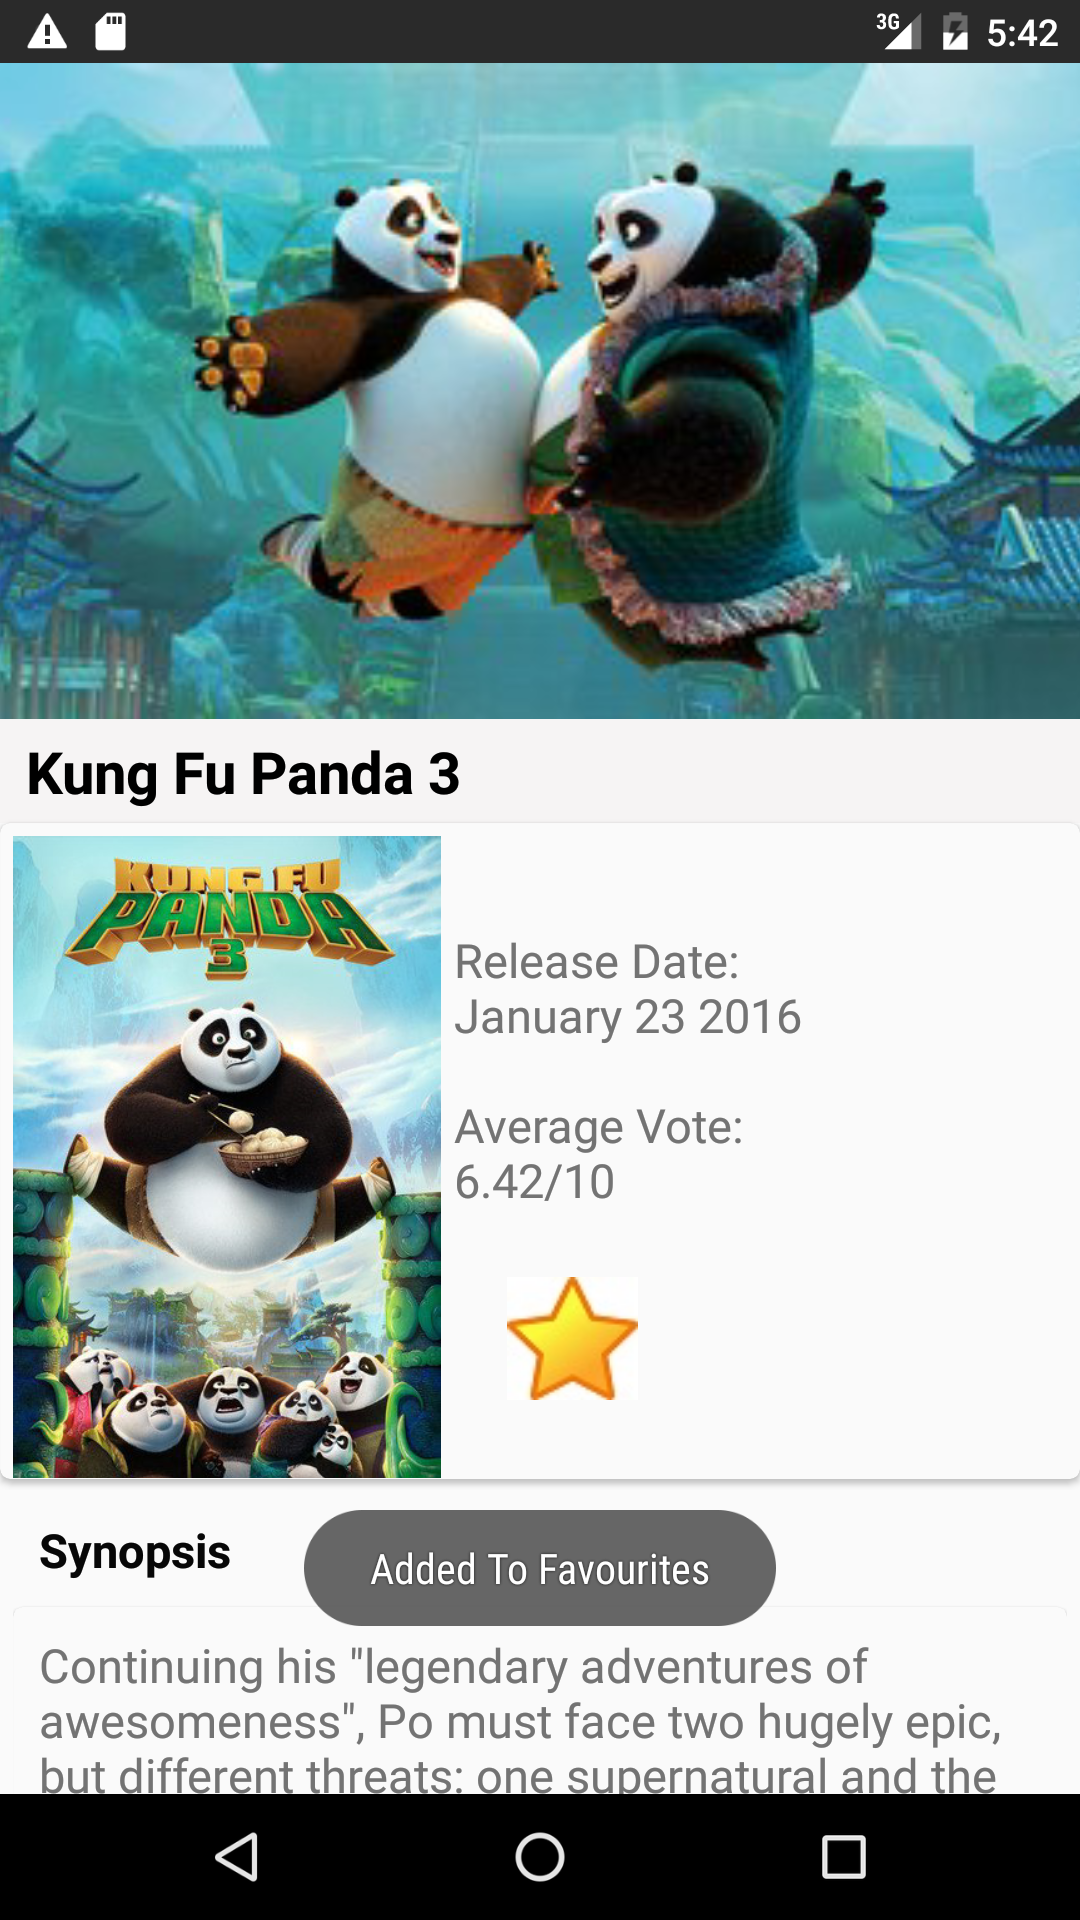 3G 5:42
Kung Fu Panda 3
KUNG FU
PANDA
3
Release Date:
January 23 2016
Average Vote:
6.42/10
Synopsis
Added To Favourites
Continuing his "legendary adventures of
awesomeness", Po must face two hugely epic,
but different threats: one supernatural and the